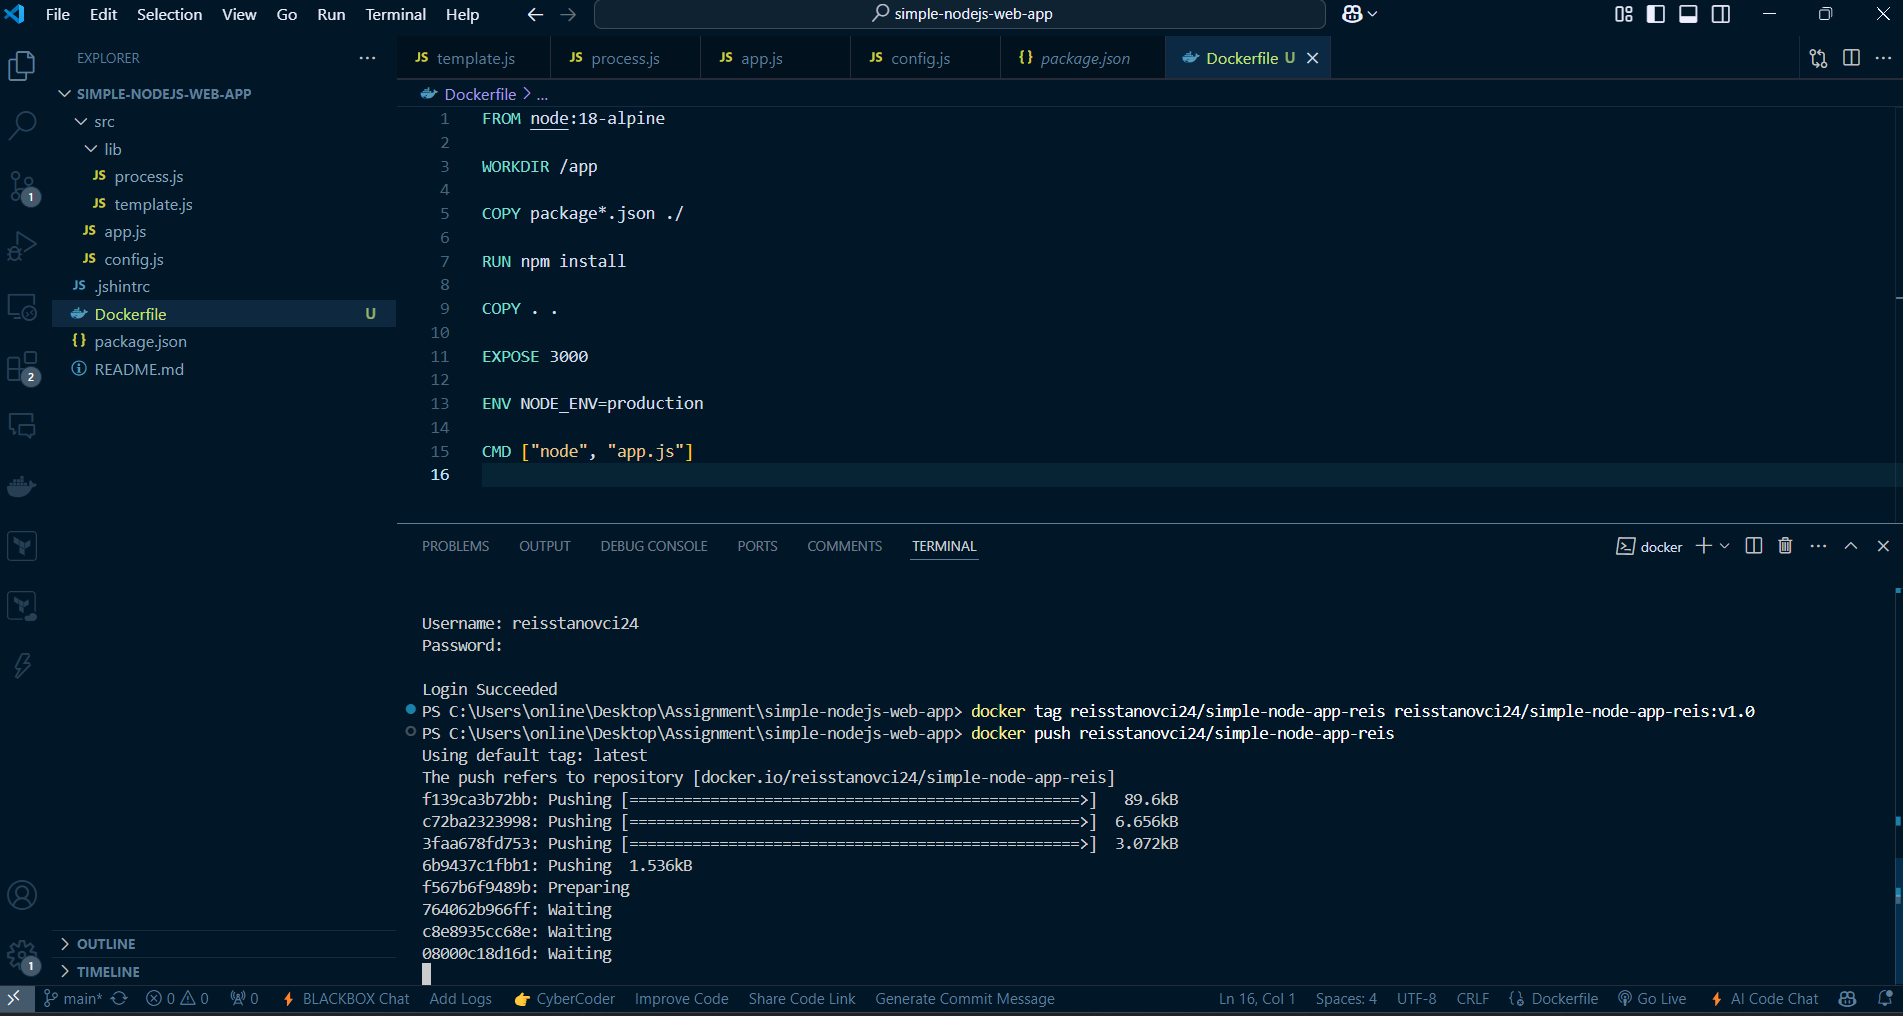 File Edit Selection View Go Run Terminal Help
simple-nodejs-web-app
EXPLORER
SIMPLE-NODEJS-WEB-APP
src
lib
JS process.js
JS template.js
JS app.js
JS config.js
JS .jshintrc
Dockerfile U
{} package.json
README.md
OUTLINE
TIMELINE
1
2
1
JS template.js JS process.js JS app.js JS config.js {} package.json Dockerfile U
Dockerfile > ...
1 FROM node:18-alpine
2
3 WORKDIR /app
4
5 COPY package*.json ./
6
7 RUN npm install
8
9 COPY . .
10
11 EXPOSE 3000
12
13 ENV NODE_ENV=production
14
15 CMD ["node", "app.js"]
16
PROBLEMS OUTPUT DEBUG CONSOLE PORTS COMMENTS TERMINAL
docker
Username: reisstanovci24
Password:
Login Succeeded
PS C:\Users\online\Desktop\Assignment\simple-nodejs-web-app> docker tag reisstanovci24/simple-node-app-reis reisstanovci24/simple-node-app-reis:v1.0
PS C:\Users\online\Desktop\Assignment\simple-nodejs-web-app> docker push reisstanovci24/simple-node-app-reis
Using default tag: latest
The push refers to repository [docker.io/reisstanovci24/simple-node-app-reis]
f139ca3b72bb: Pushing [==================================================>] 89.6kB
c72ba2323998: Pushing [==================================================>] 6.656kB
3faa678fd753: Pushing [==================================================>] 3.072kB
6b9437c1fbb1: Pushing 1.536kB
f567b6f9489b: Preparing
764062b966ff: Waiting
c8e8935cc68e: Waiting
08000c18d16d: Waiting
main* 0 0 0 BLACKBOX Chat Add Logs CyberCoder Improve Code Share Code Link Generate Commit Message Ln 16, Col 1 Spaces: 4 UTF-8 CRLF Dockerfile Go Live AI Code Chat